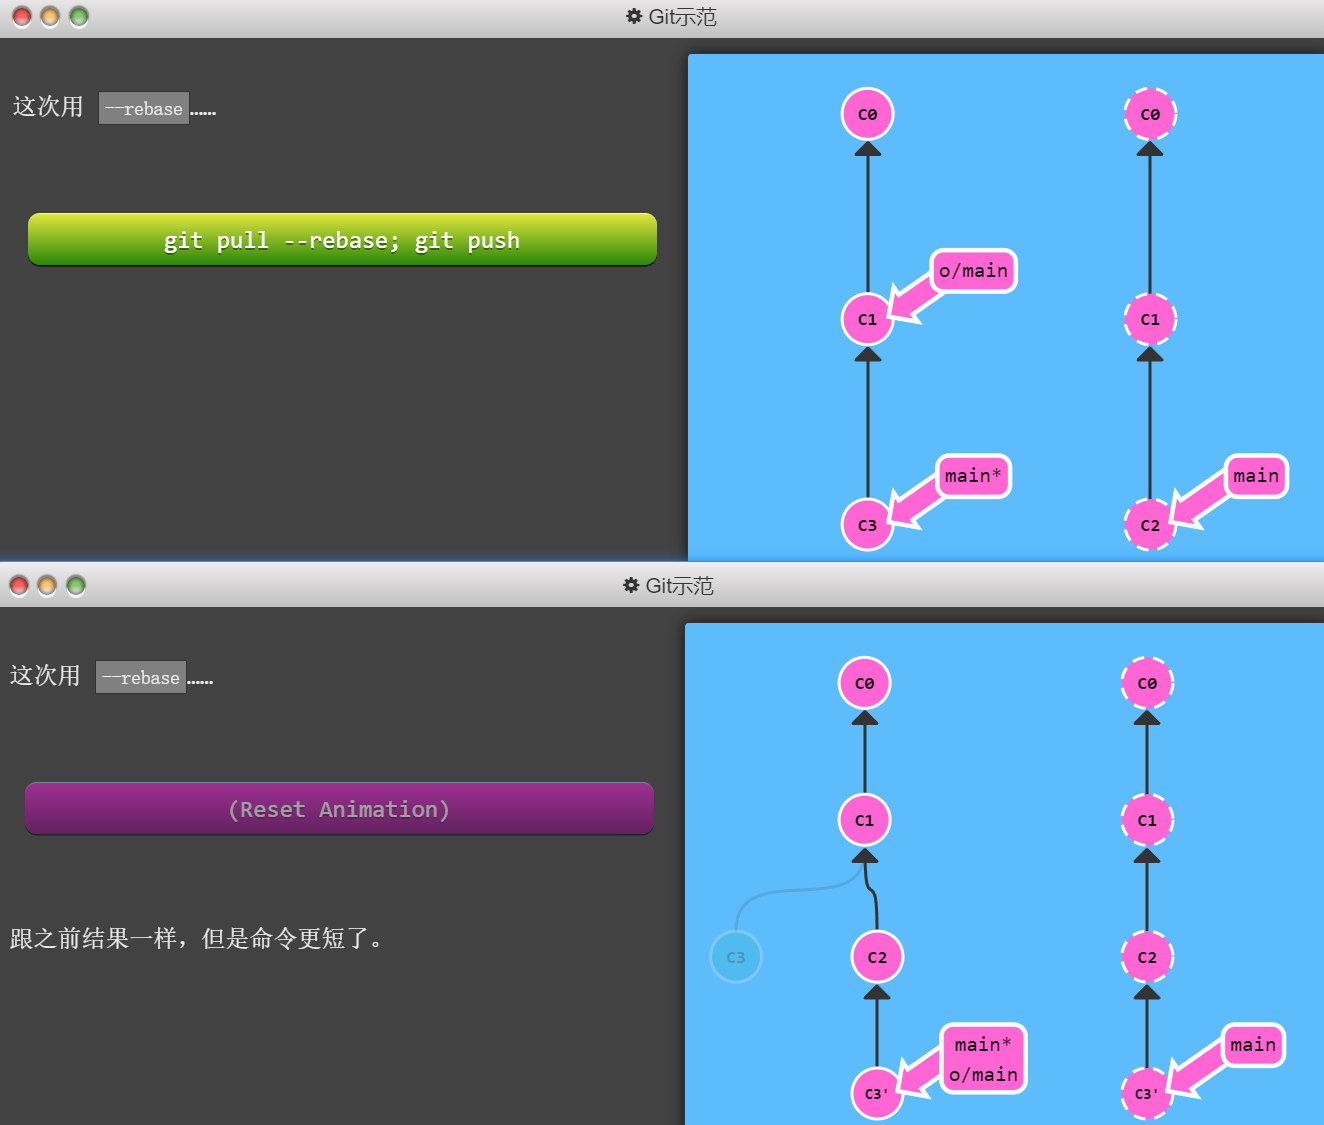 Git示范
这次用 --rebase……
git pull --rebase; git push
C0
C0
o/main
C1
C1
main*
main
C3
C2
Git示范
这次用 --rebase……
(Reset Animation)
跟之前结果一样，但是命令更短了。
C0
C0
C1
C1
C3
C2
C2
main*
o/main
main
C3'
C3'